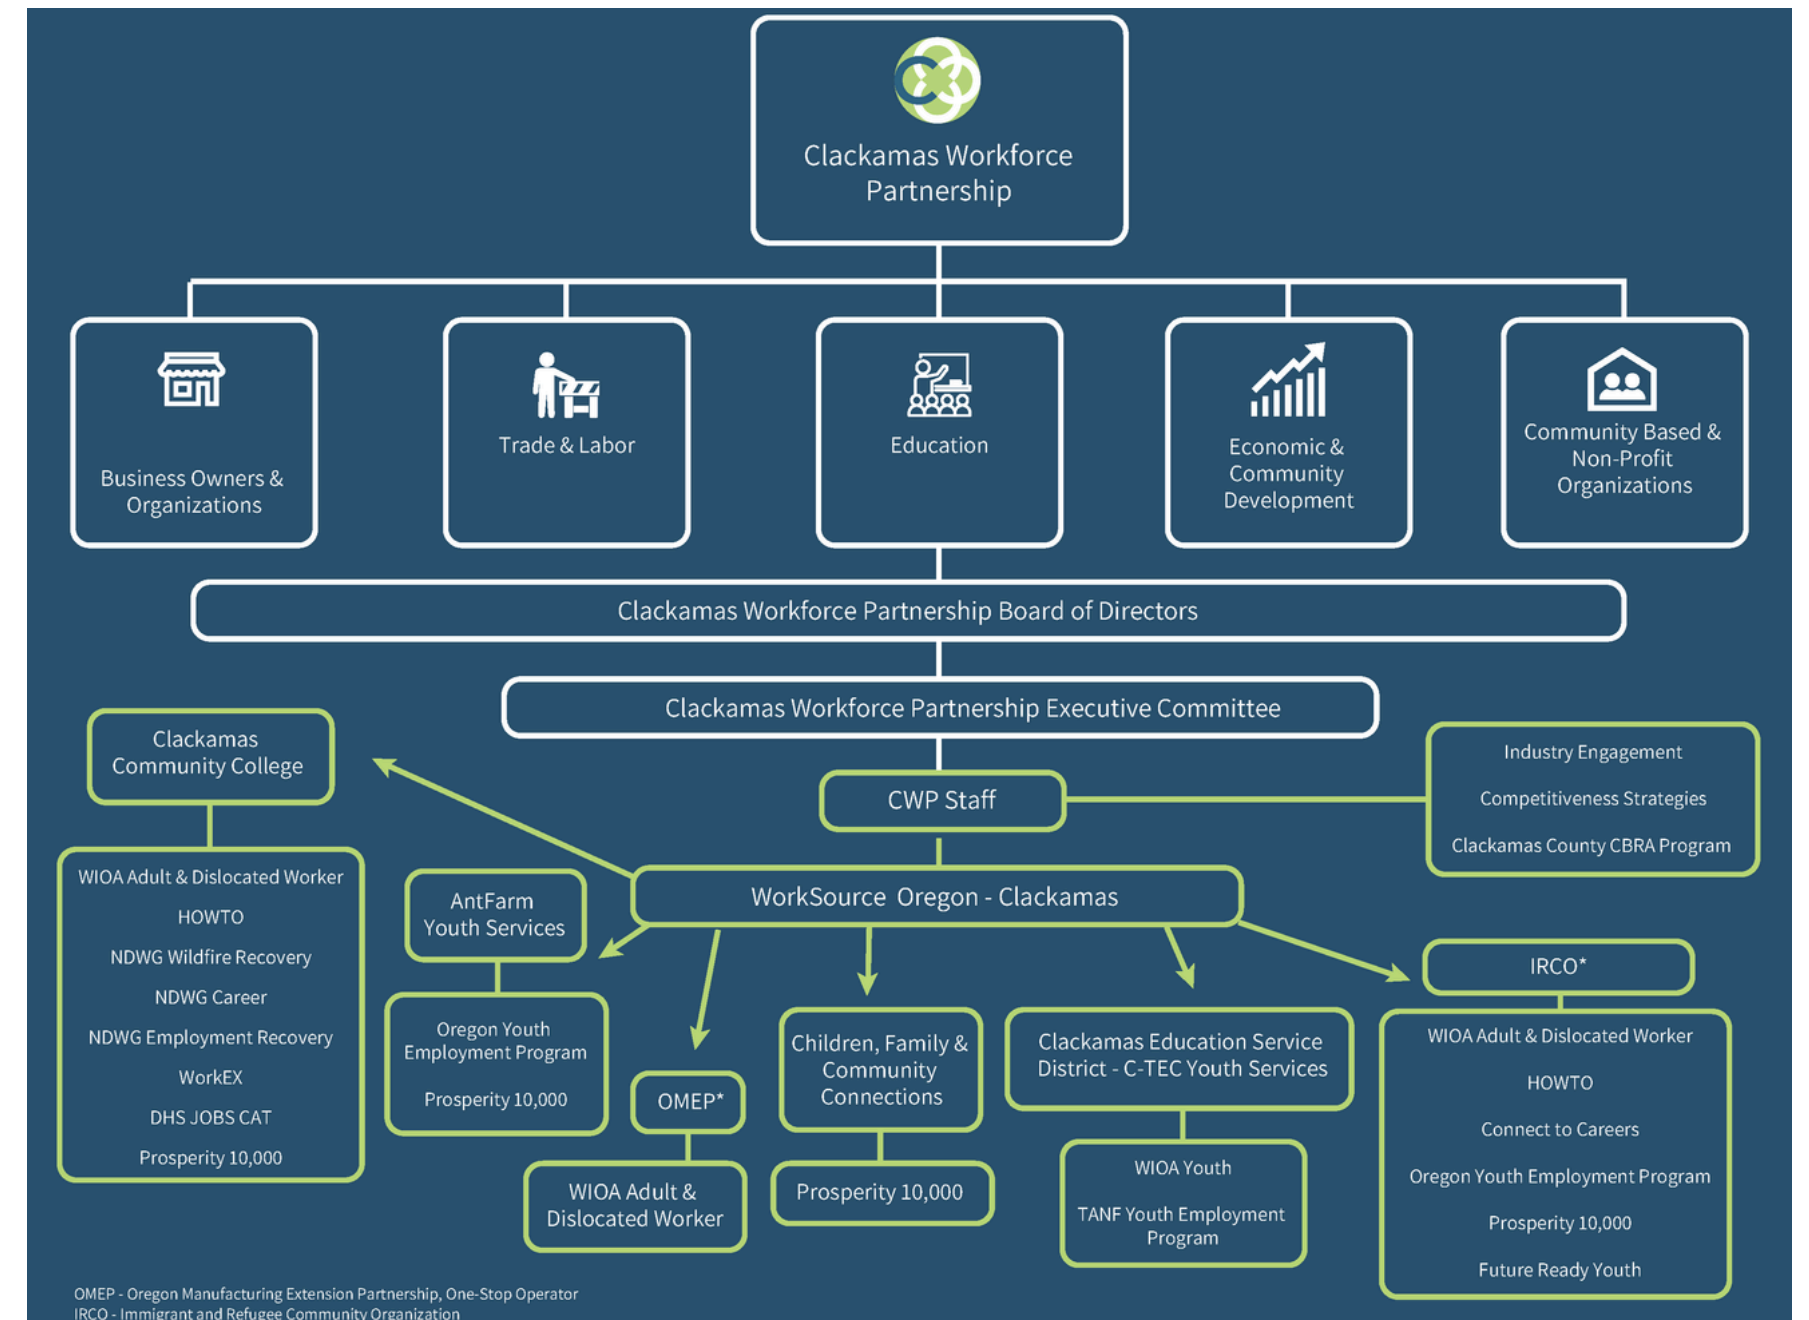 Clackamas Workforce
Partnership
Business Owners &
Organizations
Trade & Labor
Education
Economic &
Community
Development
Community Based &
Non-Profit
Organizations
Clackamas Workforce Partnership Board of Directors
Clackamas Workforce Partnership Executive Committee
CWP Staff
Industry Engagement
Competitiveness Strategies
Clackamas County CBRA Program
WorkSource Oregon - Clackamas
Clackamas
Community College
WIOA Adult & Dislocated Worker
HOWTO
NDWG Wildfire Recovery
NDWG Career
NDWG Employment Recovery
WorkEX
DHS JOBS CAT
Prosperity 10,000
AntFarm
Youth Services
Oregon Youth
Employment Program
Prosperity 10,000
OMEP*
WIOA Adult &
Dislocated Worker
Children, Family &
Community
Connections
Prosperity 10,000
Clackamas Education Service
District - C-TEC Youth Services
WIOA Youth
TANF Youth Employment
Program
IRCO*
WIOA Adult & Dislocated Worker
HOWTO
Connect to Careers
Oregon Youth Employment Program
Prosperity 10,000
Future Ready Youth
OMEP - Oregon Manufacturing Extension Partnership, One-Stop Operator
IRCO - Immigrant and Refugee Community Organization